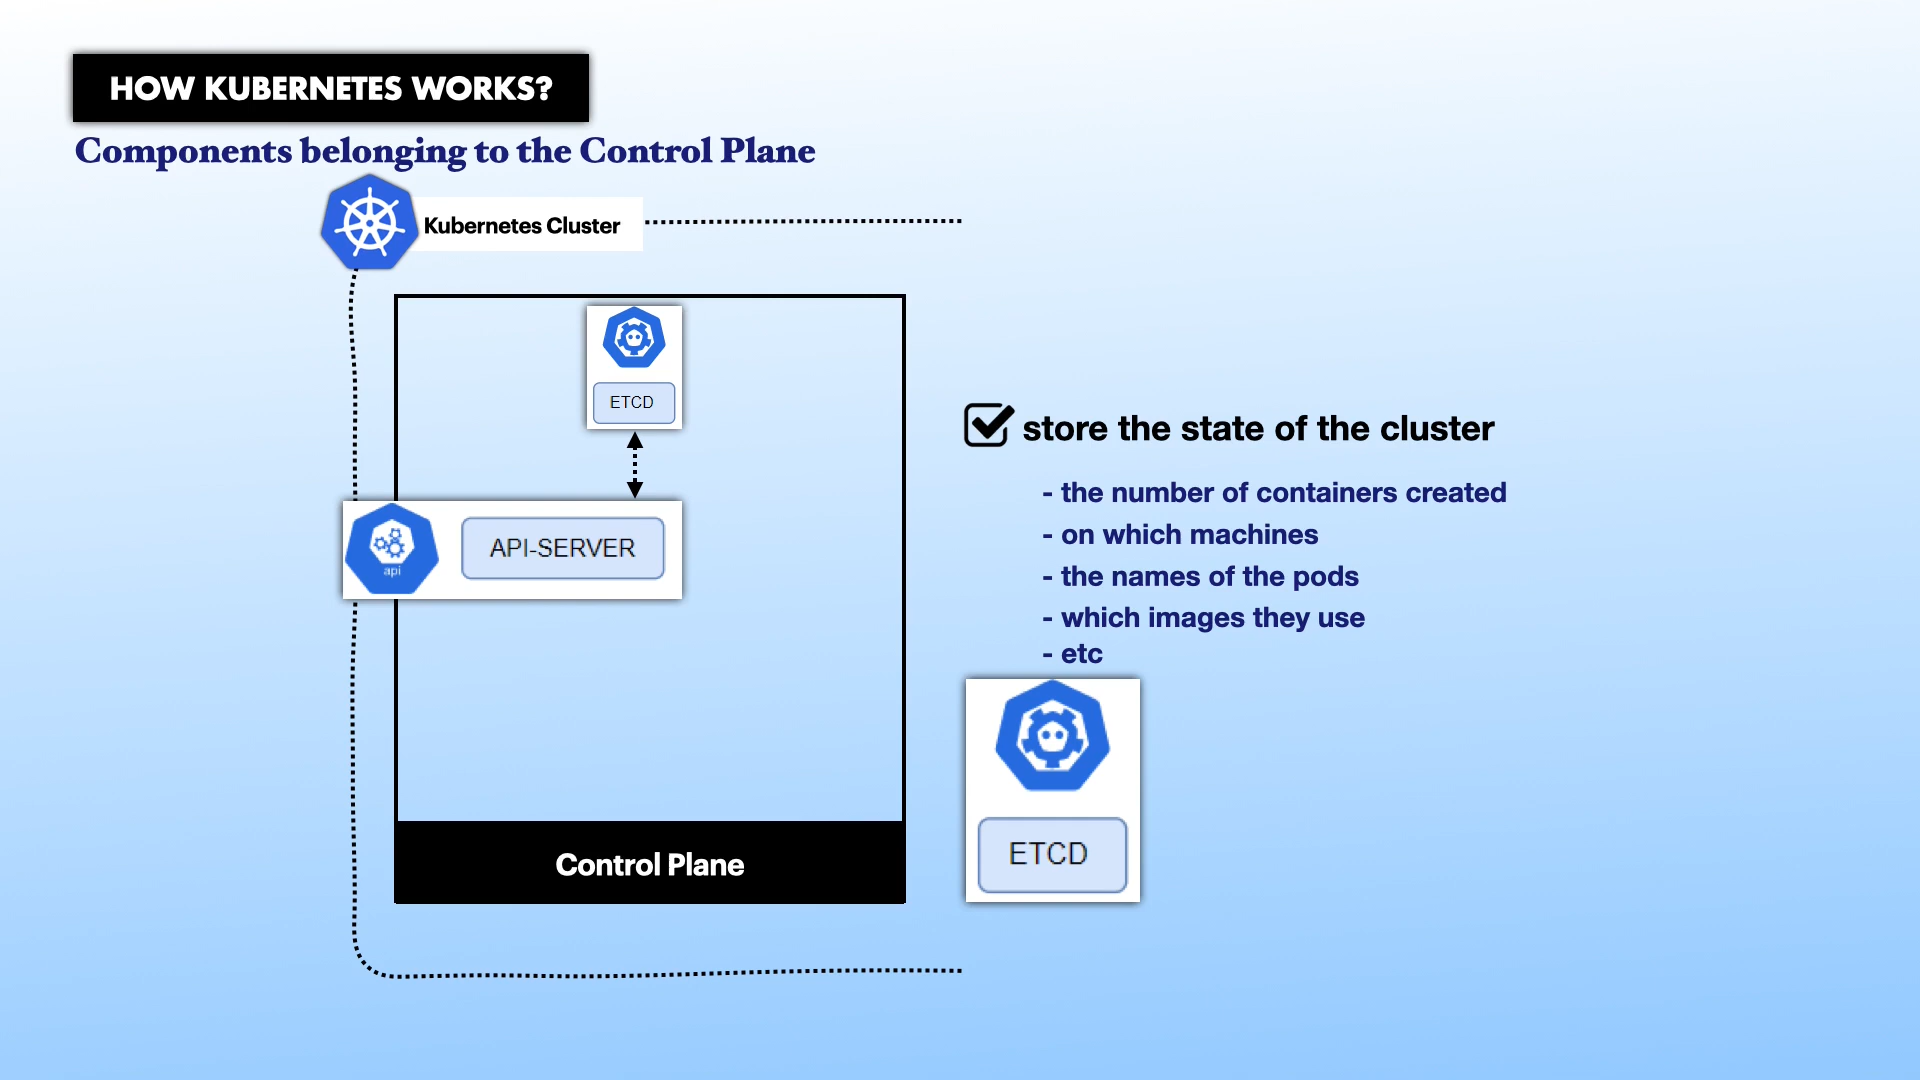 HOW KUBERNETES WORKS?
Components belonging to the Control Plane
Kubernetes Cluster
ETCD
api
API-SERVER
Control Plane
store the state of the cluster
- the number of containers created
- on which machines
- the names of the pods
- which images they use
- etc
ETCD